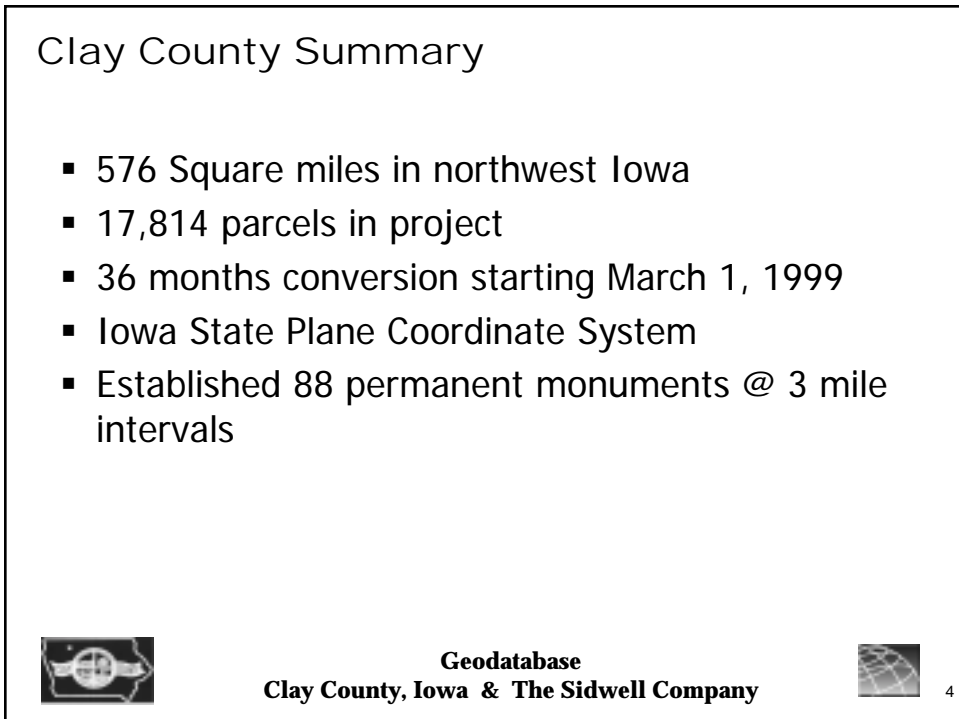 Clay County Summary
▪ 576 Square miles in northwest Iowa
▪ 17,814 parcels in project
▪ 36 months conversion starting March 1, 1999
▪ Iowa State Plane Coordinate System
▪ Established 88 permanent monuments @ 3 mile
intervals
Geodatabase
Clay County, Iowa & The Sidwell Company
4